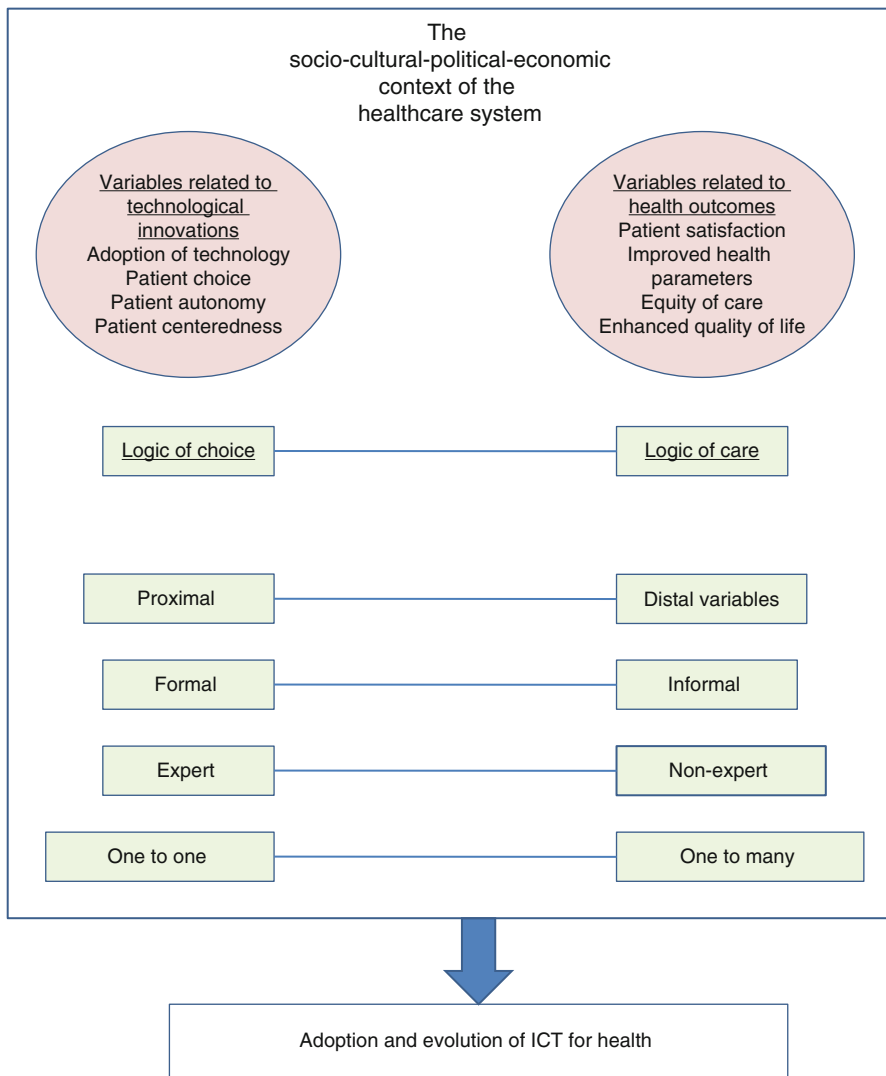 The
socio-cultural-political-economic
context of the
healthcare system
Variables related to
technological
innovations
Adoption of technology
Patient choice
Patient autonomy
Patient centeredness
Variables related to
health outcomes
Patient satisfaction
Improved health
parameters
Equity of care
Enhanced quality of life
Logic of choice
Logic of care
Proximal
Distal variables
Formal
Informal
Expert
Non-expert
One to one
One to many
Adoption and evolution of ICT for health